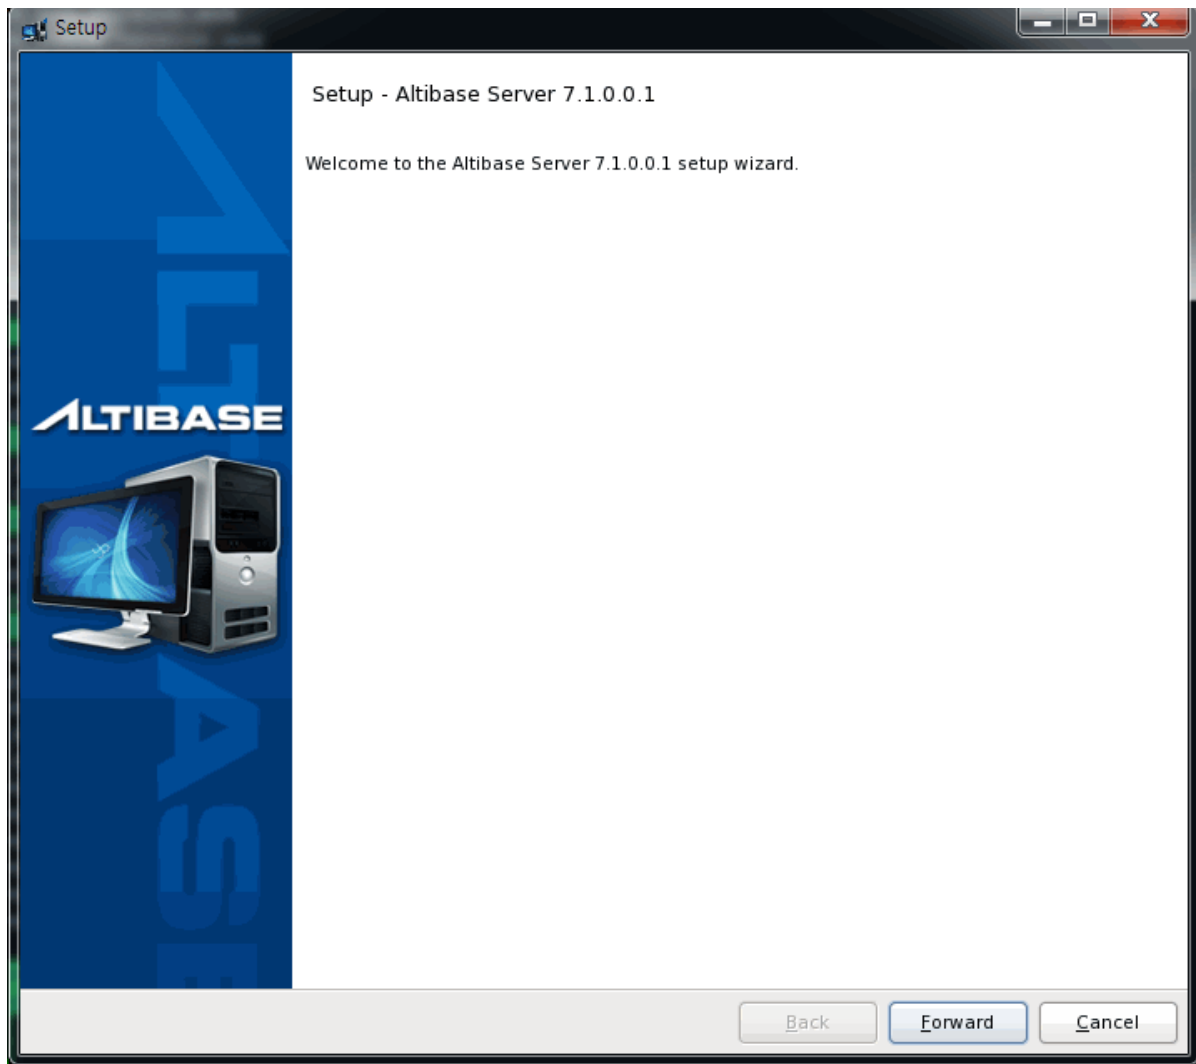 Setup
Setup - Altibase Server 7.1.0.0.1
Welcome to the Altibase Server 7.1.0.0.1 setup wizard.
ALTIBASE
ALTIBASE
Back
Forward
Cancel